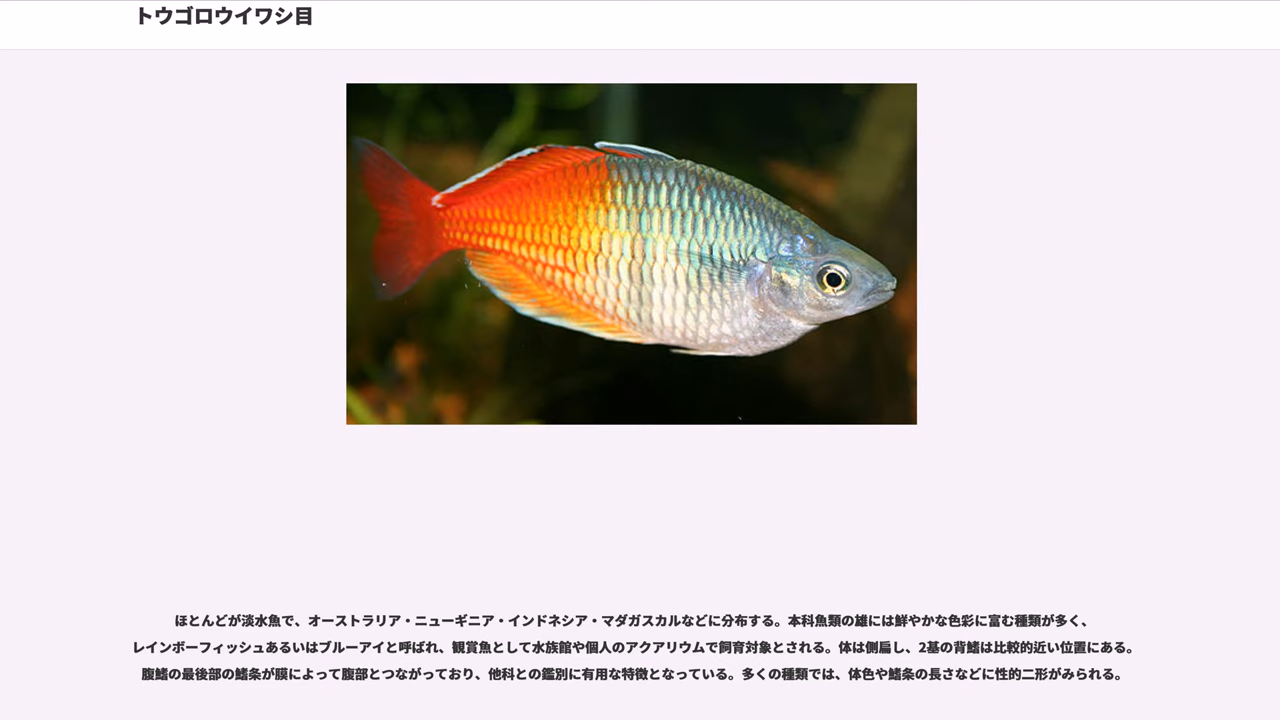 トウゴロウイワシ目
ほとんどが淡水魚で、オーストラリア・ニューギニア・インドネシア・マダガスカルなどに分布する。本科魚類の雄には鮮やかな色彩に富む種類が多く、
レインボーフィッシュあるいはブルーアイと呼ばれ、観賞魚として水族館や個人のアクアリウムで飼育対象とされる。体は側扁し、2基の背鰭は比較的近い位置にある。
腹鰭の最後部の鰭条が膜によって腹部とつながっており、他科との鑑別に有用な特徴となっている。多くの種類では、体色や鰭条の長さなどに性的二形がみられる。